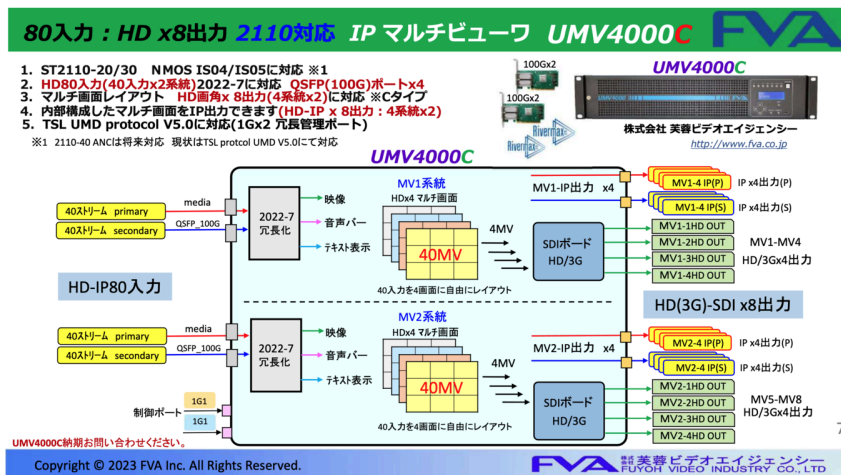 80入力：HD x8出力 2110対応 IP マルチビューワ UMV4000C FVA
1. ST2110-20/30 NMOS IS04/IS05に対応 ※1
2. HD80入力(40入力x2系統)2022-7に対応 QSFP(100G)ポートx4
3. マルチ画面レイアウト HD画角x 8出力(4系統x2)に対応 ※Cタイプ
4. 内部構成したマルチ画面をIP出力できます(HD-IP x 8出力：4系統x2)
5. TSL UMD protocol V5.0に対応(1Gx2 冗長管理ポート)
※1 2110-40 ANCは将来対応 現状はTSL protcol UMD V5.0にて対応
100Gx2
100Gx2
Rivermax
Rivermax
UMV4000C
株式会社 芙蓉ビデオエイジェンシー
http://www.fva.co.jp
UMV4000C
40ストリーム primary
40ストリーム secondary
media
QSFP_100G
2022-7
冗長化
映像
音声バー
テキスト表示
MV1系統
HDx4 マルチ画面
40MV
40入力を4画面に自由にレイアウト
4MV
SDIボード
HD/3G
MV1-IP出力 x4
MV1-4 IP(P)
IP x4出力(P)
MV1-4 IP(S)
IP x4出力(S)
MV1-1HD OUT
MV1-2HD OUT
MV1-3HD OUT
MV1-4HD OUT
MV1-MV4
HD/3Gx4出力
HD-IP80入力
HD(3G)-SDI x8出力
40ストリーム primary
40ストリーム secondary
media
QSFP_100G
2022-7
冗長化
映像
音声バー
テキスト表示
MV2系統
HDx4 マルチ画面
40MV
40入力を4画面に自由にレイアウト
4MV
SDIボード
HD/3G
MV2-IP出力 x4
MV2-4 IP(P)
IP x4出力(P)
MV2-4 IP(S)
IP x4出力(S)
MV2-1HD OUT
MV2-2HD OUT
MV2-3HD OUT
MV2-4HD OUT
MV5-MV8
HD/3Gx4出力
制御ポート
1G1
1G1
7
UMV4000C納期お問い合わせください。
Copyright © 2023 FVA Inc. All Rights Reserved.
FVA 株式会社 芙蓉ビデオエイジェンシー
FUYOH VIDEO INDUSTRY CO., LTD